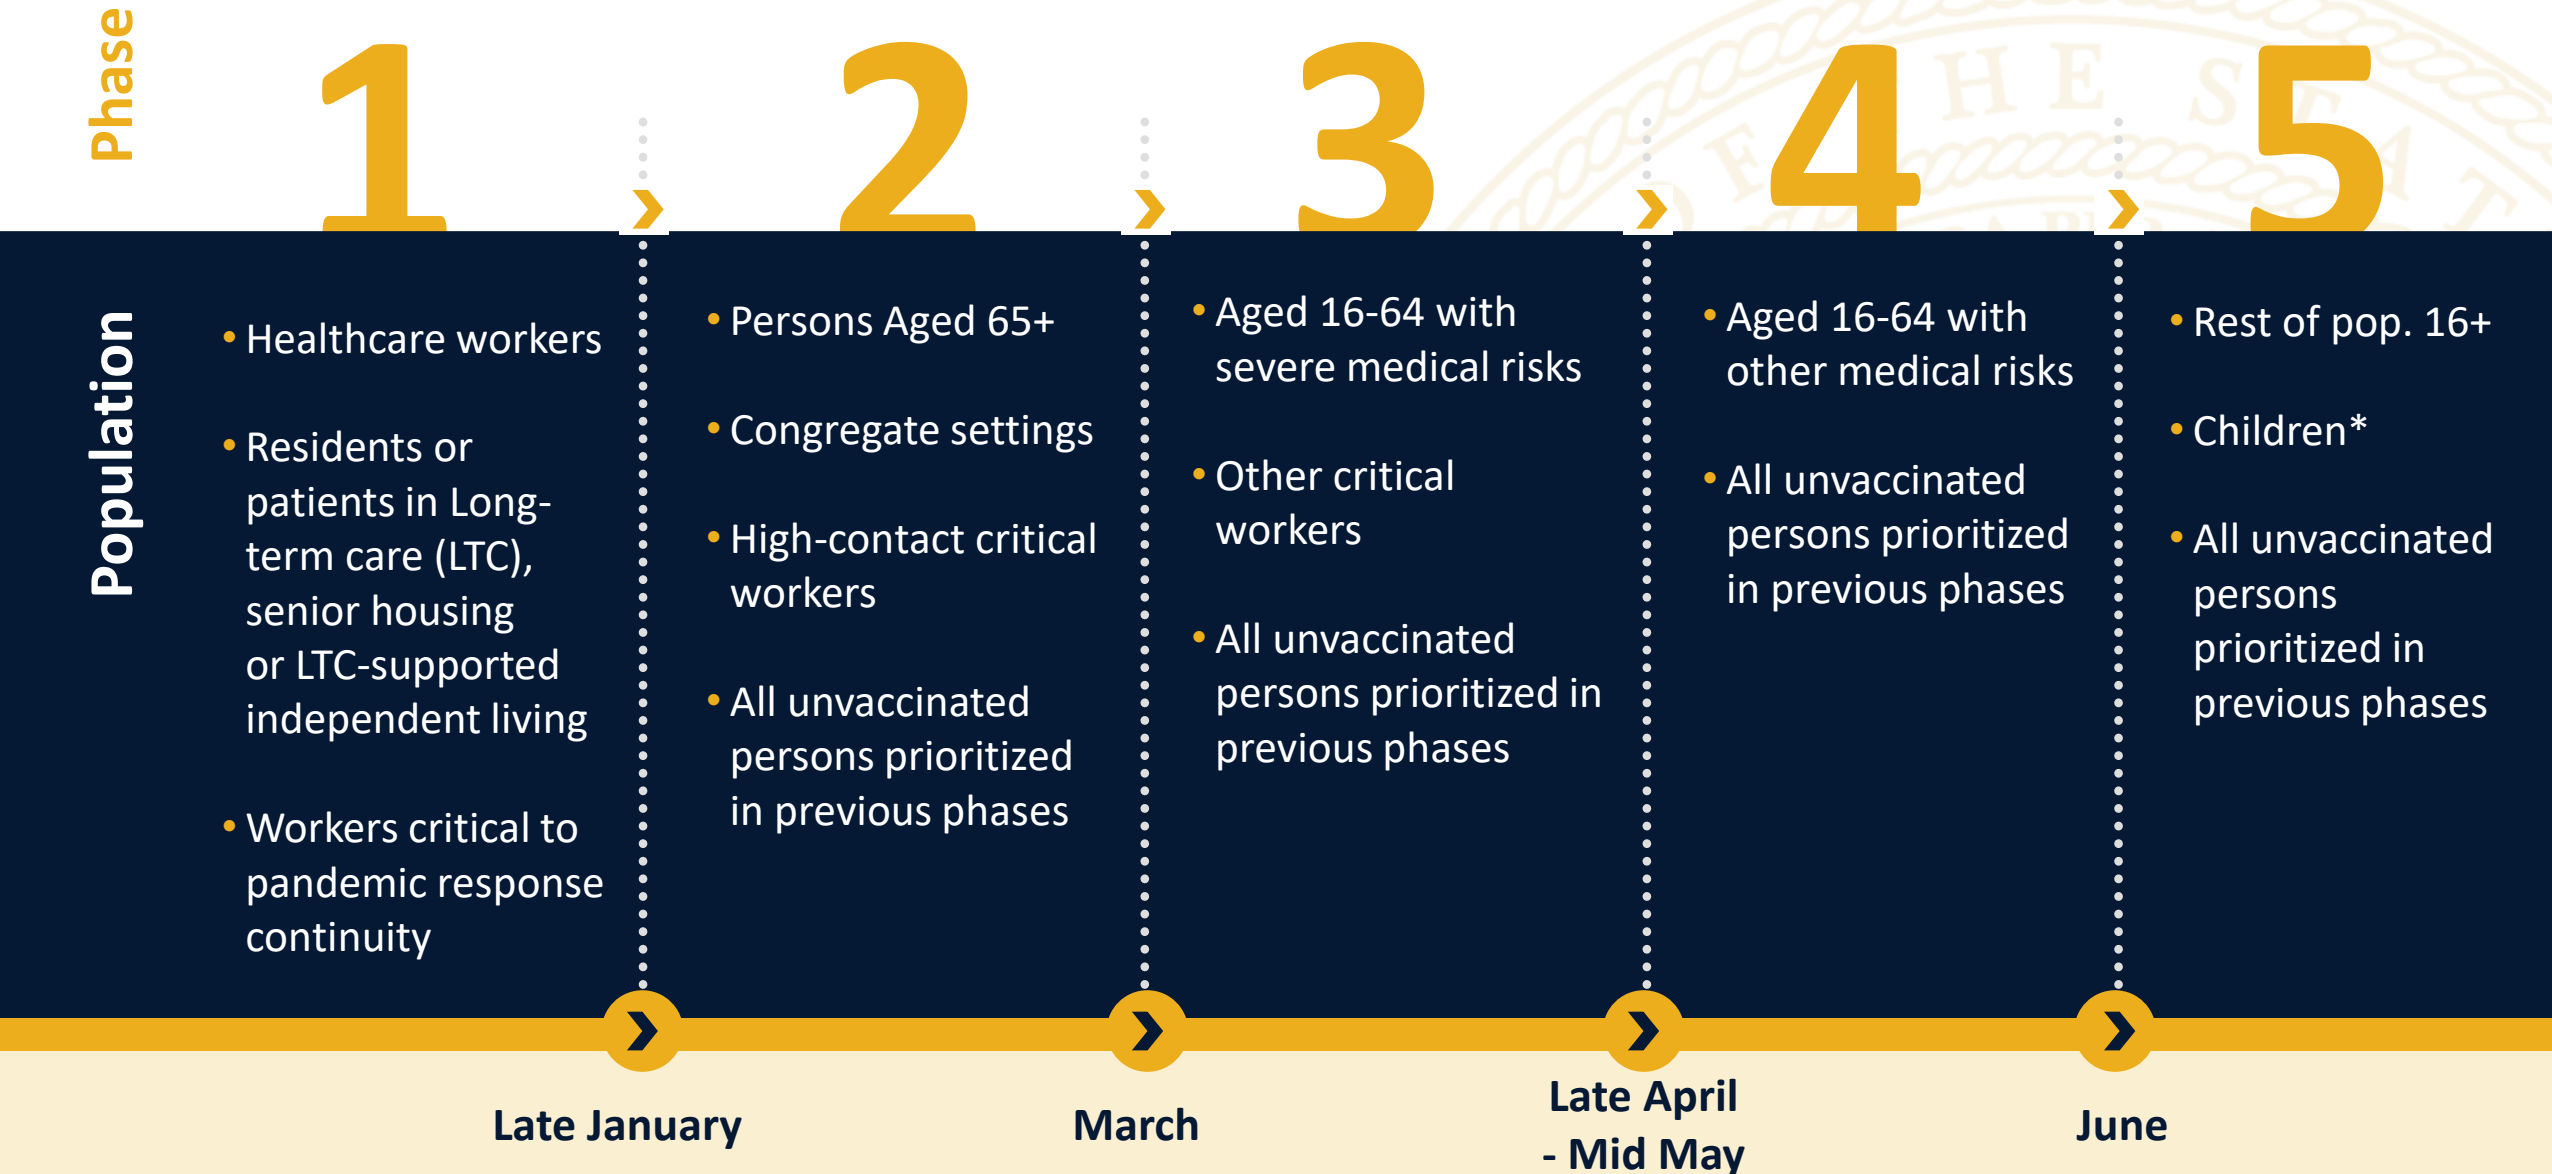 Phase
1
2
3
4
5
THE SEAT
Population
• Healthcare workers
• Residents or
patients in Long-
term care (LTC),
senior housing
or LTC-supported
independent living
• Workers critical to
pandemic response
continuity
• Persons Aged 65+
• Congregate settings
• High-contact critical
workers
• All unvaccinated
persons prioritized
in previous phases
• Aged 16-64 with
severe medical risks
• Other critical
workers
• All unvaccinated
persons prioritized in
previous phases
• Aged 16-64 with
other medical risks
• All unvaccinated
persons prioritized
in previous phases
• Rest of pop. 16+
• Children*
• All unvaccinated
persons
prioritized in
previous phases
Late January
March
Late April
- Mid May
June